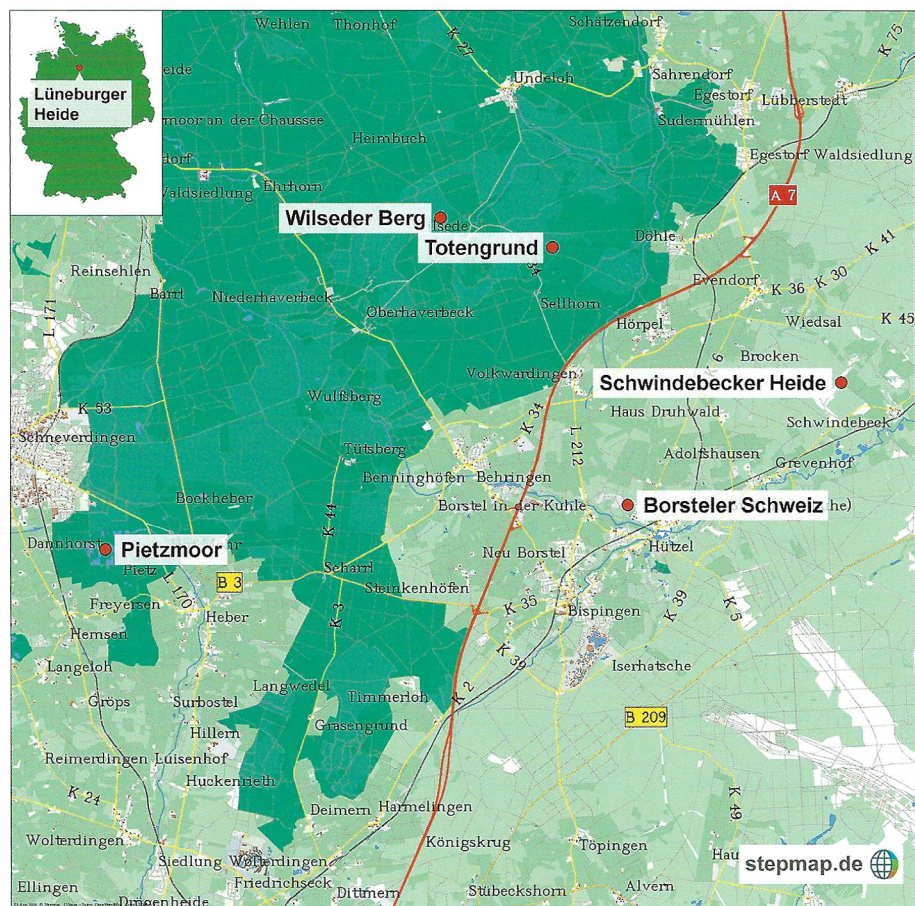 Lüneburger
Heide
Wehlen
Thonhof
K 27
Schätzendorf
K 75
Undeloh
Sahrendorf
Egestorf
Lübberstedt
Sudermühlen
Heimbuch
Egestorf Waldsiedlung
Waldsiedlung
Ehrhorn
A 7
Wilseder Berg
Totengrund
Döhle
K 41
Reinsehlen
Barrl
Niederhaverbeck
Oberhaverbeck
Sellhorn
Evendorf
K 30
K 36
L 171
Hörpel
Wiedsal
K 45
Brocken
Volkwardingen
Schwindebecker Heide
Wulfsberg
K 53
K 34
Haus Druhwald
Schwindebeck
Schneverdingen
Tütsberg
L 212
Adolfshausen
Grevenhof
Benninghöfen
Behringen
Bockheber
K 44
Borstel in der Kuhle
Borsteler Schweiz
Dannhorst
Pietzmoor
Pietz
Neu Borstel
Hützel
Scharrl
B 3
L 170
Steinkenhöfen
Freyersen
Heber
K 3
K 35
Bispingen
K 39
K 5
Hemsen
Langeloh
K 39
Iserhatsche
Langwedel
Timmerloh
K 2
Gröps
Surbostel
Grasengrund
B 209
Hillern
Reimerdingen
Luisenhof
Huckenrieth
K 24
Deimern
Harmelingen
K 49
Wolterdingen
Königskrug
Töpingen
Siedlung Wolterdingen
stepmap.de
Friedrichseck
Ellingen
Dittmern
Stübeckshorn
Alvern